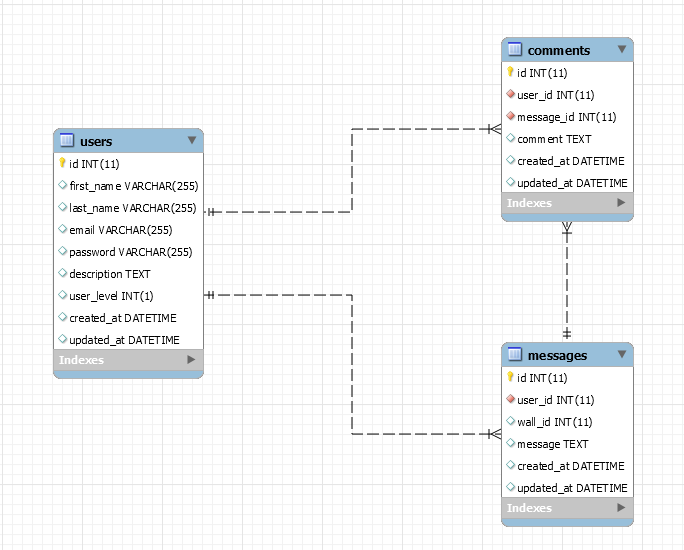 users
id INT(11)
first_name VARCHAR(255)
last_name VARCHAR(255)
email VARCHAR(255)
password VARCHAR(255)
description TEXT
user_level INT(1)
created_at DATETIME
updated_at DATETIME
Indexes
comments
id INT(11)
user_id INT(11)
message_id INT(11)
comment TEXT
created_at DATETIME
updated_at DATETIME
Indexes
messages
id INT(11)
user_id INT(11)
wall_id INT(11)
message TEXT
created_at DATETIME
updated_at DATETIME
Indexes